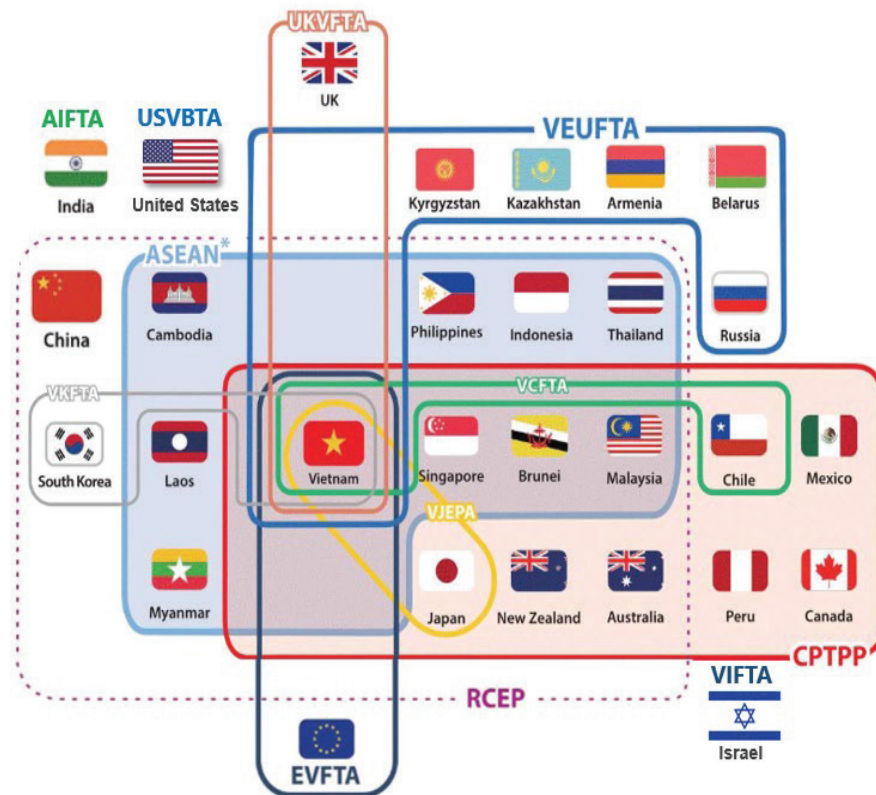 UKVFTA
UK
AIFTA
USVBTA
VEUFTA
India
United States
Kyrgyzstan
Kazakhstan
Armenia
Belarus
ASEAN*
China
Cambodia
Philippines
Indonesia
Thailand
Russia
VKFTA
VCFTA
South Korea
Laos
Vietnam
Singapore
Brunei
Malaysia
Chile
Mexico
VJEPA
Myanmar
Japan
New Zealand
Australia
Peru
Canada
CPTPP
RCEP
VIFTA
Israel
EVFTA